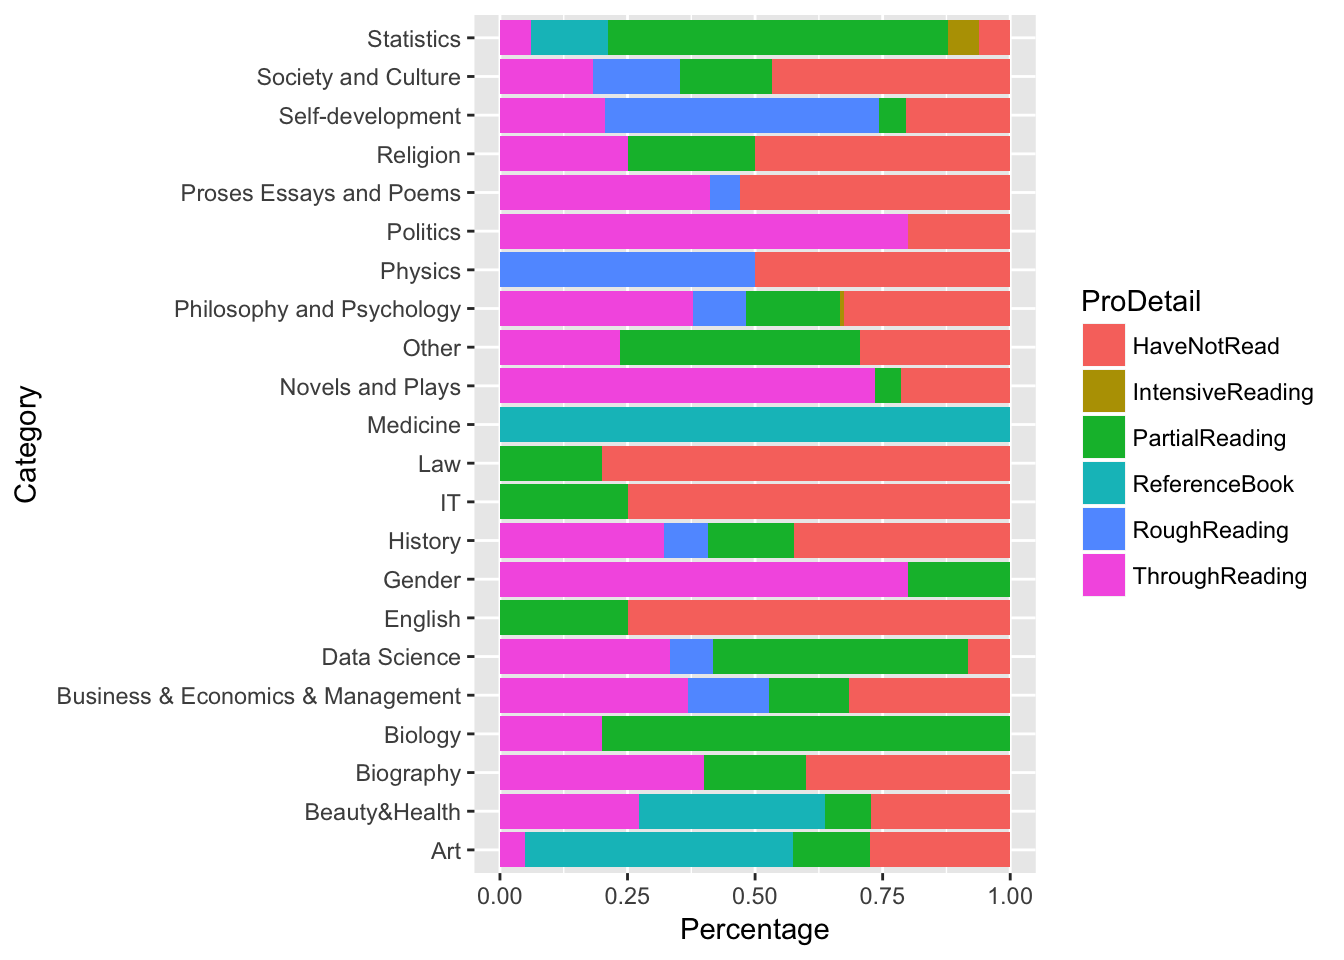 Category
Statistics
Society and Culture
Self-development
Religion
Proses Essays and Poems
Politics
Physics
Philosophy and Psychology
Other
Novels and Plays
Medicine
Law
IT
History
Gender
English
Data Science
Business & Economics & Management
Biology
Biography
Beauty&Health
Art
0.00 0.25 0.50 0.75 1.00
Percentage
ProDetail
HaveNotRead
IntensiveReading
PartialReading
ReferenceBook
RoughReading
ThroughReading